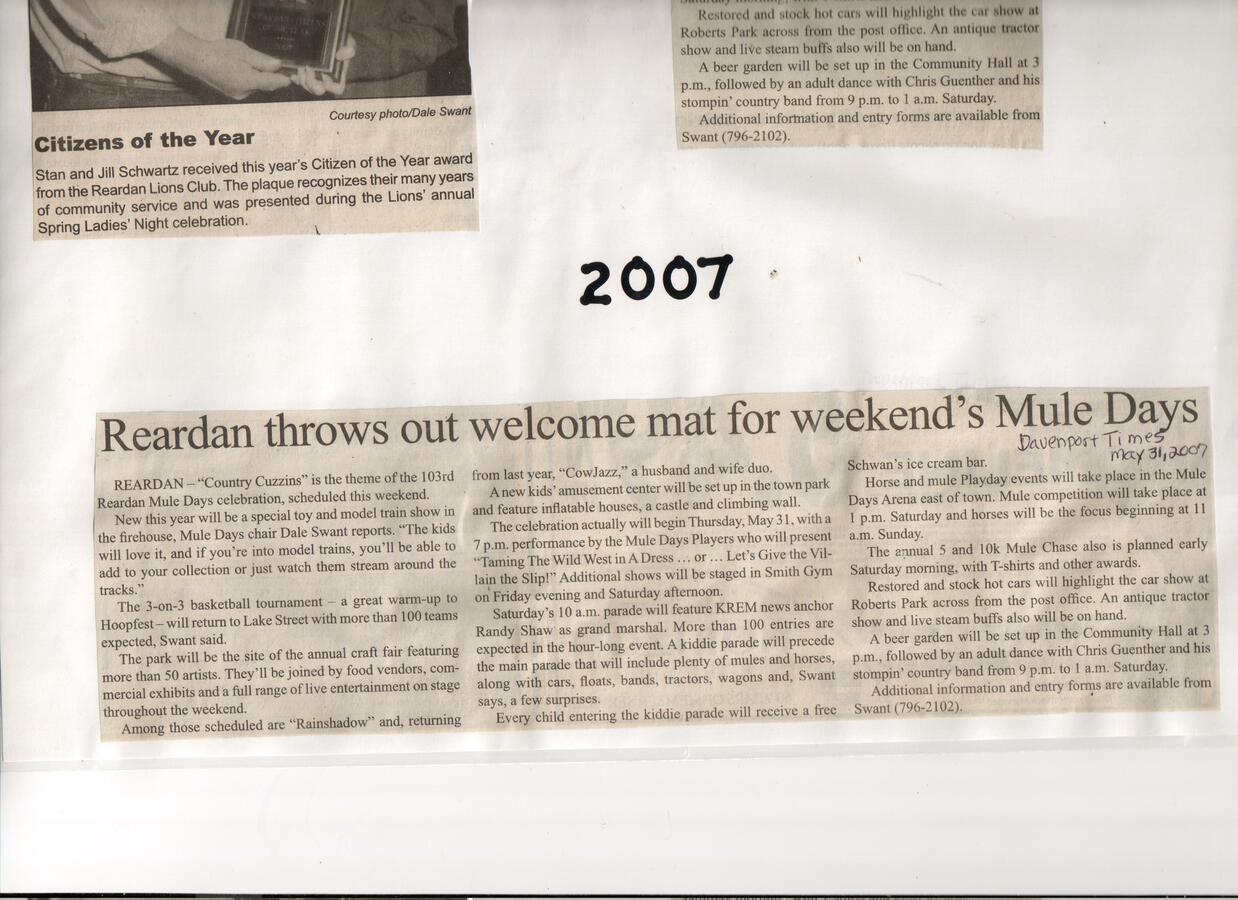 2007
Courtesy photo/Dale Swant
Citizens of the Year
Stan and Jill Schwartz received this year's Citizen of the Year award
from the Reardan Lions Club. The plaque recognizes their many years
of community service and was presented during the Lions' annual
Spring Ladies' Night celebration.
Restored and stock hot cars will highlight the car show at
Roberts Park across from the post office. An antique tractor
show and live steam buffs also will be on hand.
A beer garden will be set up in the Community Hall at 3
p.m., followed by an adult dance with Chris Guenther and his
stompin' country band from 9 p.m. to 1 a.m. Saturday.
Additional information and entry forms are available from
Swant (796-2102).
2007
Reardan throws out welcome mat for weekend's Mule Days
Davenport Times
May 31, 2007
REARDAN – “Country Cuzzins” is the theme of the 103rd
Reardan Mule Days celebration, scheduled this weekend.
New this year will be a special toy and model train show in
the firehouse, Mule Days chair Dale Swant reports. “The kids
will love it, and if you're into model trains, you'll be able to
add to your collection or just watch them stream around the
tracks.”
The 3-on-3 basketball tournament – a great warm-up to
Hoopfest – will return to Lake Street with more than 100 teams
expected, Swant said.
The park will be the site of the annual craft fair featuring
more than 50 artists. They'll be joined by food vendors, com-
mercial exhibits and a full range of live entertainment on stage
throughout the weekend.
Among those scheduled are “Rainshadow” and, returning
from last year, “CowJazz,” a husband and wife duo.
A new kids' amusement center will be set up in the town park
and feature inflatable houses, a castle and climbing wall.
The celebration actually will begin Thursday, May 31, with a
7 p.m. performance by the Mule Days Players who will present
“Taming The Wild West in A Dress … or … Let's Give the Vil-
lain the Slip!” Additional shows will be staged in Smith Gym
on Friday evening and Saturday afternoon.
Saturday's 10 a.m. parade will feature KREM news anchor
Randy Shaw as grand marshal. More than 100 entries are
expected in the hour-long event. A kiddie parade will precede
the main parade that will include plenty of mules and horses,
along with cars, floats, bands, tractors, wagons and, Swant
says, a few surprises.
Every child entering the kiddie parade will receive a free
Schwan's ice cream bar.
Horse and mule Playday events will take place in the Mule
Days Arena east of town. Mule competition will take place at
1 p.m. Saturday and horses will be the focus beginning at 11
a.m. Sunday.
The annual 5 and 10k Mule Chase also is planned early
Saturday morning, with T-shirts and other awards.
Restored and stock hot cars will highlight the car show at
Roberts Park across from the post office. An antique tractor
show and live steam buffs also will be on hand.
A beer garden will be set up in the Community Hall at 3
p.m., followed by an adult dance with Chris Guenther and his
stompin' country band from 9 p.m. to 1 a.m. Saturday.
Additional information and entry forms are available from
Swant (796-2102).